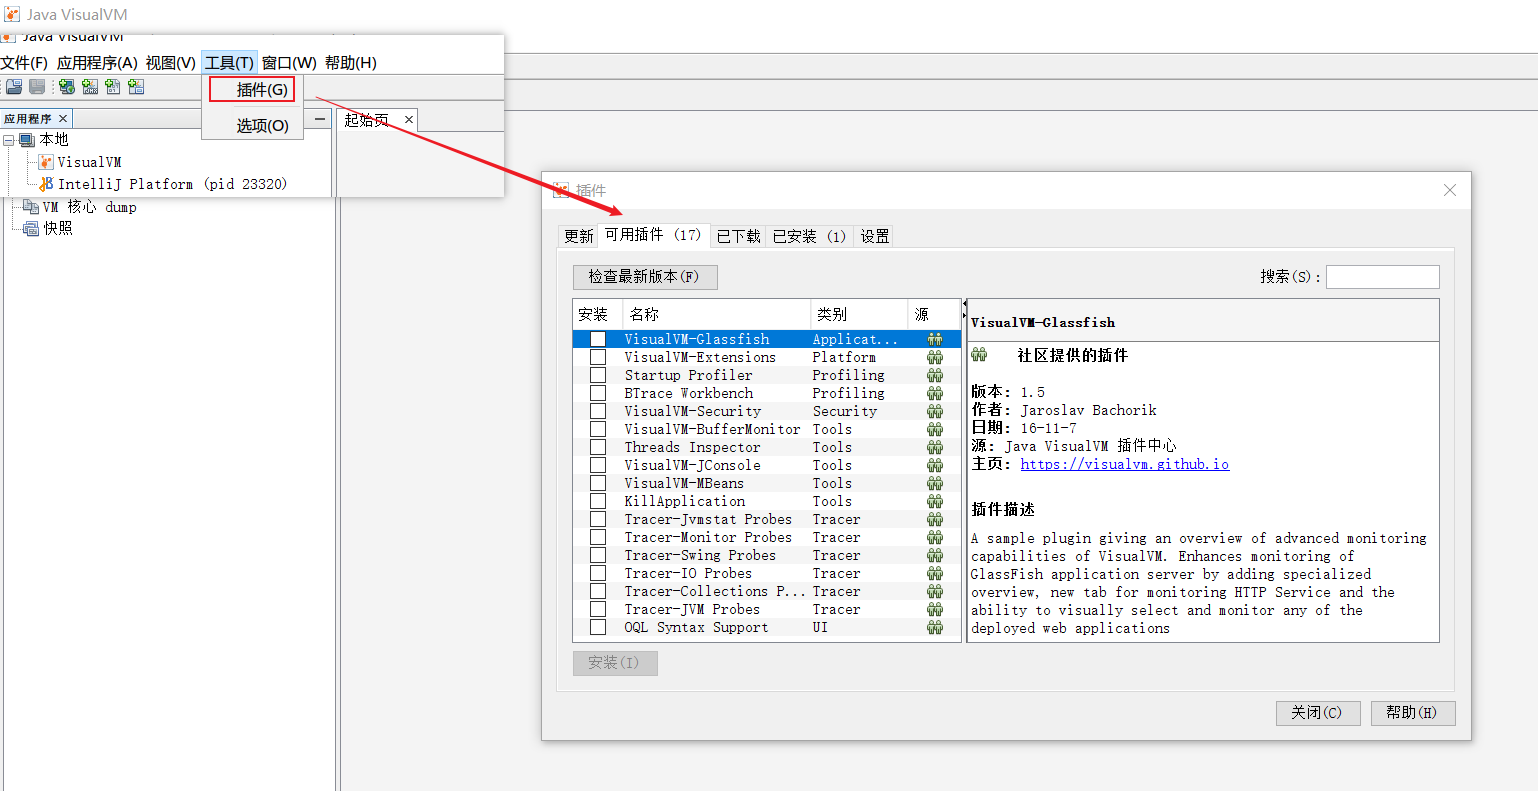 Java VisualVM
Java VisualVM
文件(F) 应用程序(A) 视图(V) 工具(T) 窗口(W) 帮助(H)
插件(G)
选项(O)
应用程序
起始页
本地
VisualVM
IntelliJ Platform (pid 23320)
VM 核心 dump
快照
插件
更新 可用插件 (17) 已下载 已安装 (1) 设置
检查最新版本(F)
搜索(S):
安装 名称 类别 源
VisualVM-Glassfish Applicat...
VisualVM-Extensions Platform
Startup Profiler Profiling
BTrace Workbench Profiling
VisualVM-Security Security
VisualVM-BufferMonitor Tools
Threads Inspector Tools
VisualVM-JConsole Tools
VisualVM-MBeans Tools
KillApplication Tools
Tracer-Jvmstat Probes Tracer
Tracer-Monitor Probes Tracer
Tracer-Swing Probes Tracer
Tracer-IO Probes Tracer
Tracer-Collections P... Tracer
Tracer-JVM Probes Tracer
OQL Syntax Support UI
VisualVM-Glassfish
社区提供的插件
版本: 1.5
作者: Jaroslav Bachorik
日期: 16-11-7
源: Java VisualVM 插件中心
主页: https://visualvm.github.io
插件描述
A sample plugin giving an overview of advanced monitoring
capabilities of VisualVM. Enhances monitoring of
GlassFish application server by adding specialized
overview, new tab for monitoring HTTP Service and the
ability to visually select and monitor any of the
deployed web applications
安装(I)
关闭(C) 帮助(H)